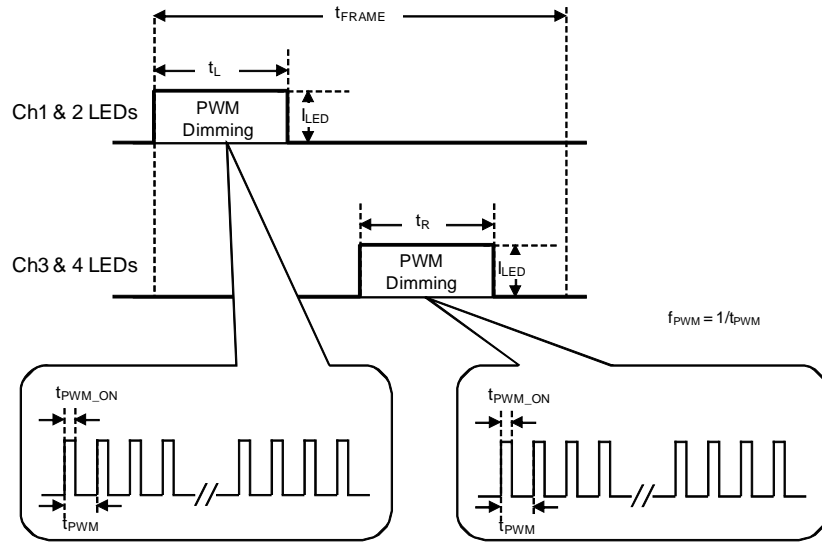 tFRAME
tL
Ch1 & 2 LEDs
PWM
Dimming
ILED
tR
Ch3 & 4 LEDs
PWM
Dimming
ILED
fPWM = 1/tPWM
tPWM_ON
tPWM
tPWM_ON
tPWM